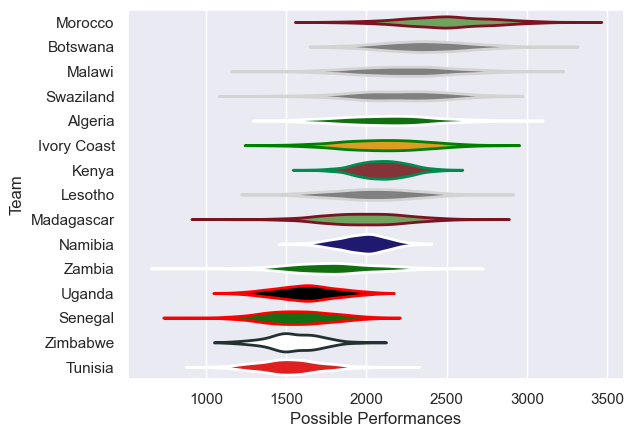 Morocco
Botswana
Malawi
Swaziland
Algeria
Ivory Coast
Kenya
Lesotho
Madagascar
Namibia
Zambia
Uganda
Senegal
Zimbabwe
Tunisia
Team
1000 1500 2000 2500 3000 3500
Possible Performances